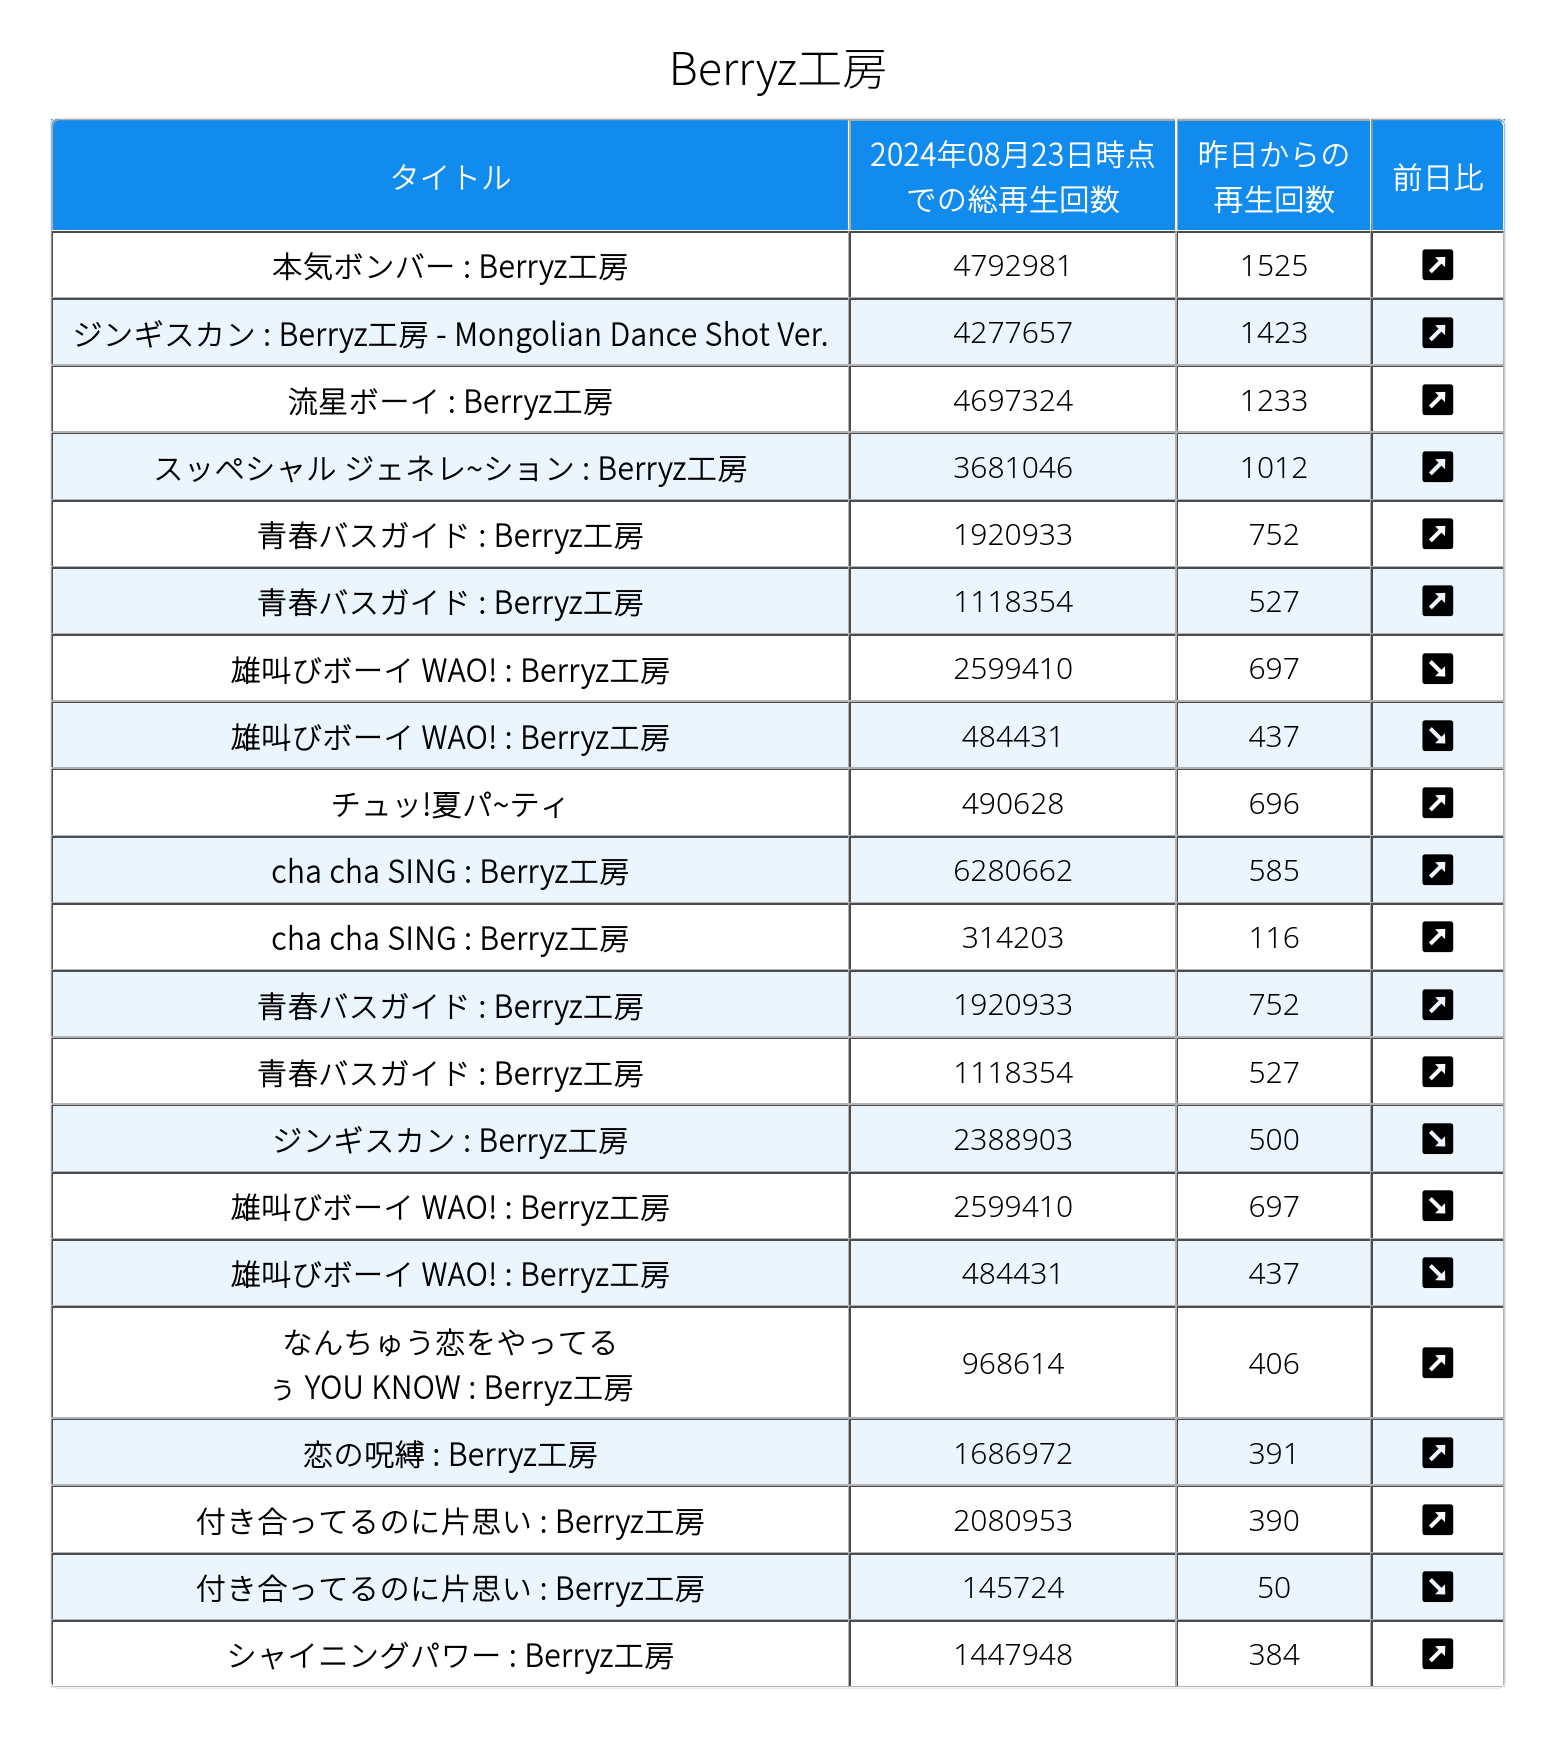 Berryz工房
タイトル
2024年08月23日時点
での総再生回数
昨日からの
再生回数
前日比
本気ボンバー : Berryz工房 4792981 1525
ジンギスカン : Berryz工房 - Mongolian Dance Shot Ver. 4277657 1423
流星ボーイ : Berryz工房 4697324 1233
スッペシャル ジェネレ~ション : Berryz工房 3681046 1012
青春バスガイド : Berryz工房 1920933 752
青春バスガイド : Berryz工房 1118354 527
雄叫びボーイ WAO! : Berryz工房 2599410 697
雄叫びボーイ WAO! : Berryz工房 484431 437
チュッ!夏パ~ティ 490628 696
cha cha SING : Berryz工房 6280662 585
cha cha SING : Berryz工房 314203 116
青春バスガイド : Berryz工房 1920933 752
青春バスガイド : Berryz工房 1118354 527
ジンギスカン : Berryz工房 2388903 500
雄叫びボーイ WAO! : Berryz工房 2599410 697
雄叫びボーイ WAO! : Berryz工房 484431 437
なんちゅう恋をやってる
ぅ YOU KNOW : Berryz工房 968614 406
恋の呪縛 : Berryz工房 1686972 391
付き合ってるのに片思い : Berryz工房 2080953 390
付き合ってるのに片思い : Berryz工房 145724 50
シャイニングパワー : Berryz工房 1447948 384